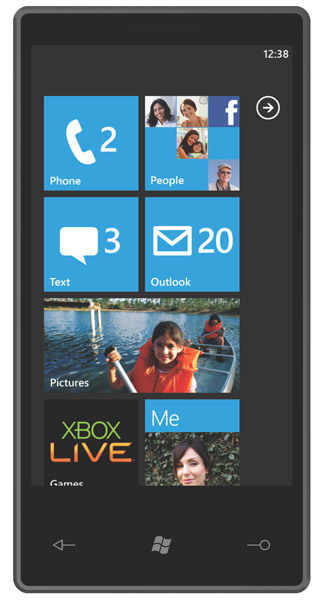 12:38
2
Phone
f
People
3
Text
20
Outlook
Pictures
XBOX
LIVE
Games
Me